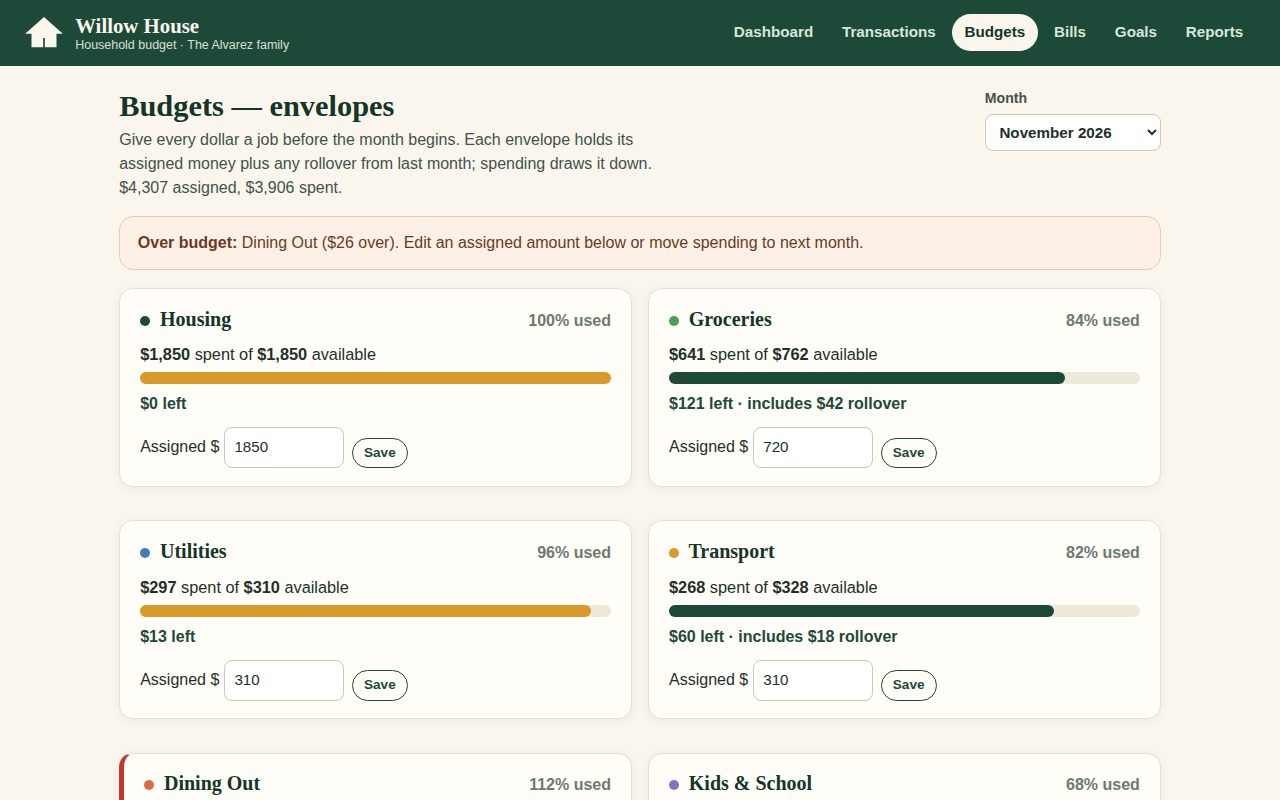 Willow House
Household budget · The Alvarez family
Dashboard
Transactions
Budgets
Bills
Goals
Reports
Budgets — envelopes
Give every dollar a job before the month begins. Each envelope holds its
assigned money plus any rollover from last month; spending draws it down.
$4,307 assigned, $3,906 spent.
Month
November 2026
Over budget: Dining Out ($26 over). Edit an assigned amount below or move spending to next month.
Housing
100% used
$1,850 spent of $1,850 available
$0 left
Assigned $ 1850 Save
Groceries
84% used
$641 spent of $762 available
$121 left · includes $42 rollover
Assigned $ 720 Save
Utilities
96% used
$297 spent of $310 available
$13 left
Assigned $ 310 Save
Transport
82% used
$268 spent of $328 available
$60 left · includes $18 rollover
Assigned $ 310 Save
Dining Out
112% used
Kids & School
68% used